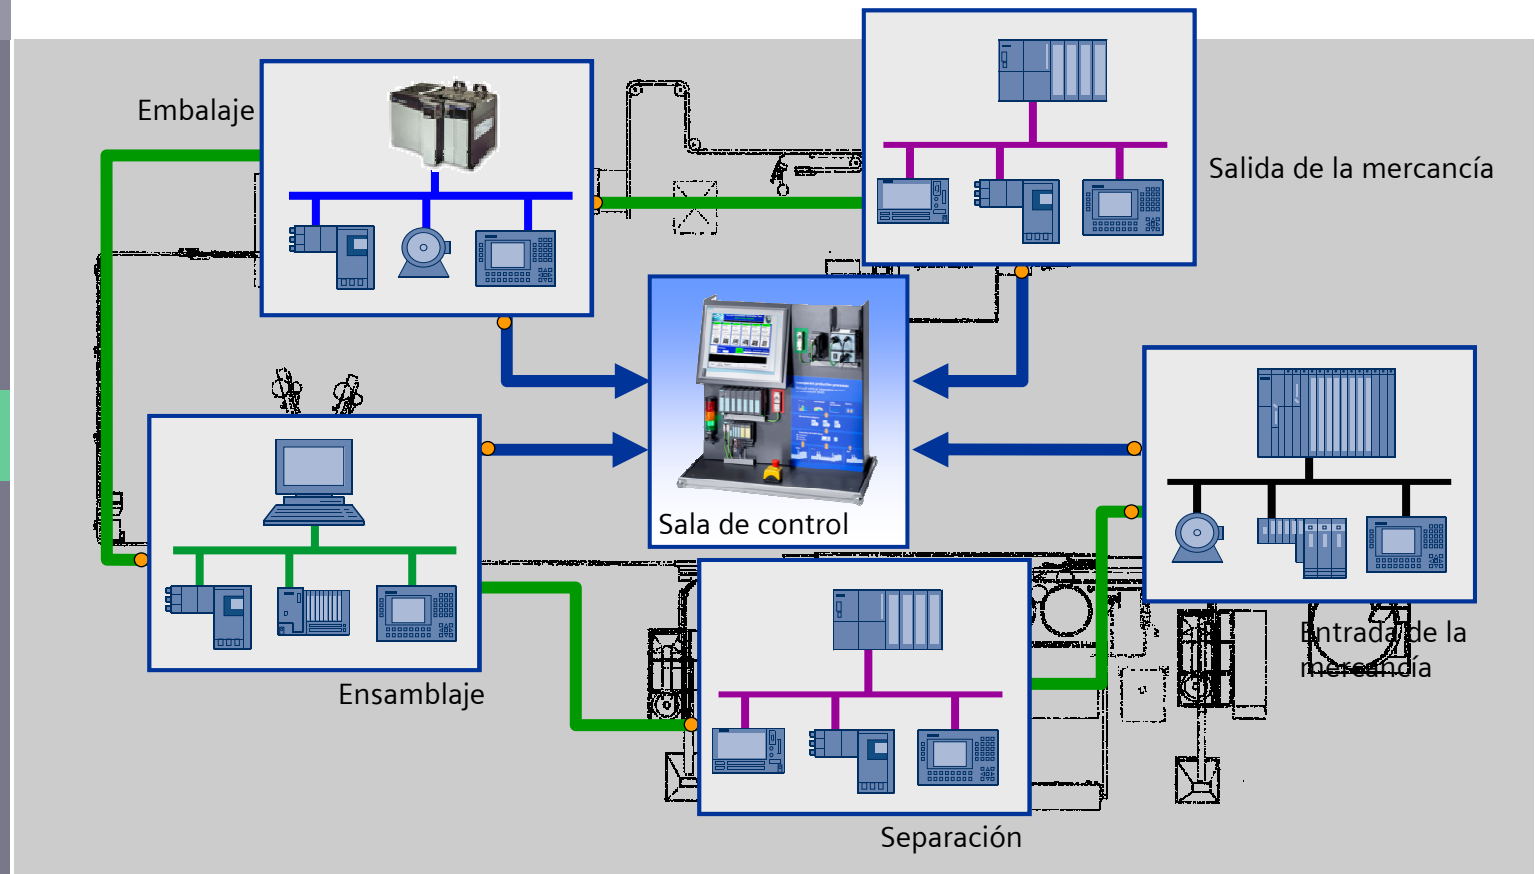 Embalaje
Salida de la mercancía
Sala de control
Entrada de la
mercancía
Ensamblaje
Separación